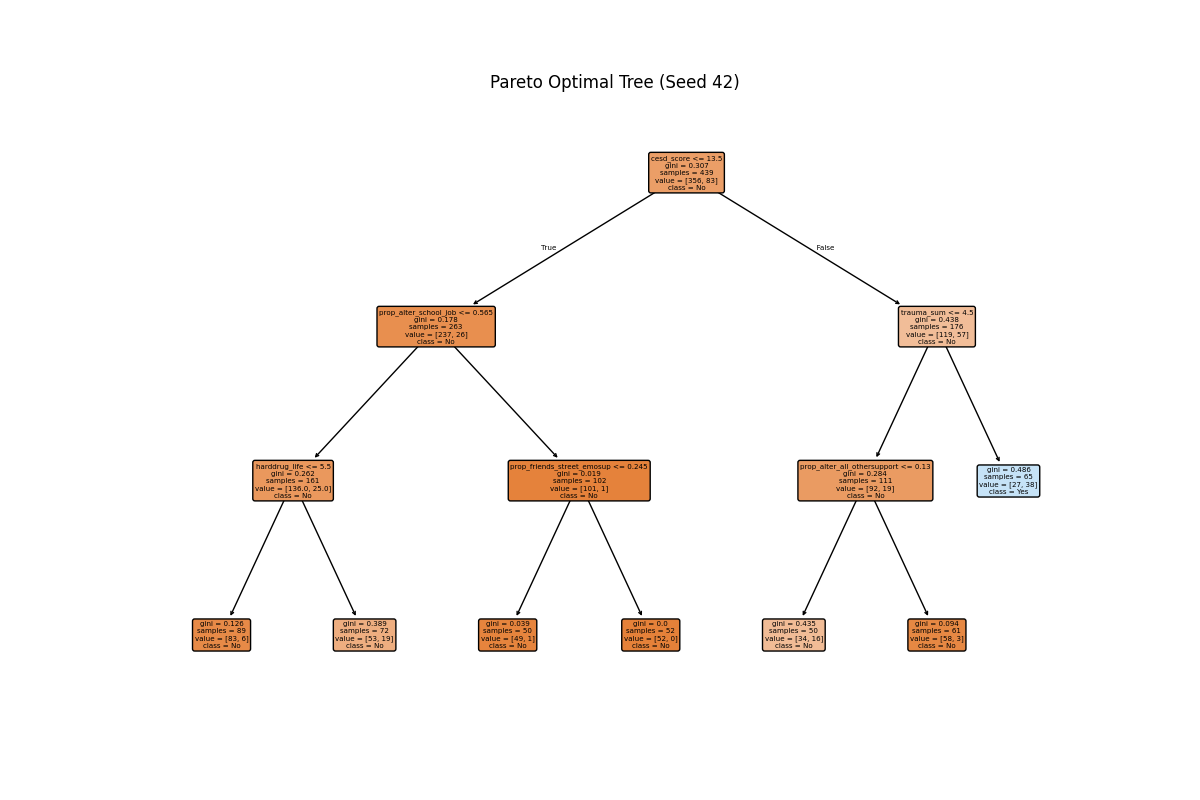 Pareto Optimal Tree (Seed 42)
cesd_score <= 13.5
gini = 0.307
samples = 439
value = [356, 83]
class = No
True
False
prop_alter_school_job <= 0.565
gini = 0.178
samples = 263
value = [237, 26]
class = No
trauma_sum <= 4.5
gini = 0.438
samples = 176
value = [119, 57]
class = No
harddrug_life <= 5.5
gini = 0.262
samples = 161
value = [136.0, 25.0]
class = No
prop_friends_street_emosup <= 0.245
gini = 0.019
samples = 102
value = [101, 1]
class = No
prop_alter_all_othersupport <= 0.13
gini = 0.284
samples = 111
value = [92, 19]
class = No
gini = 0.486
samples = 65
value = [27, 38]
class = Yes
gini = 0.126
samples = 89
value = [83, 6]
class = No
gini = 0.389
samples = 72
value = [53, 19]
class = No
gini = 0.039
samples = 50
value = [49, 1]
class = No
gini = 0.0
samples = 52
value = [52, 0]
class = No
gini = 0.435
samples = 50
value = [34, 16]
class = No
gini = 0.094
samples = 61
value = [58, 3]
class = No